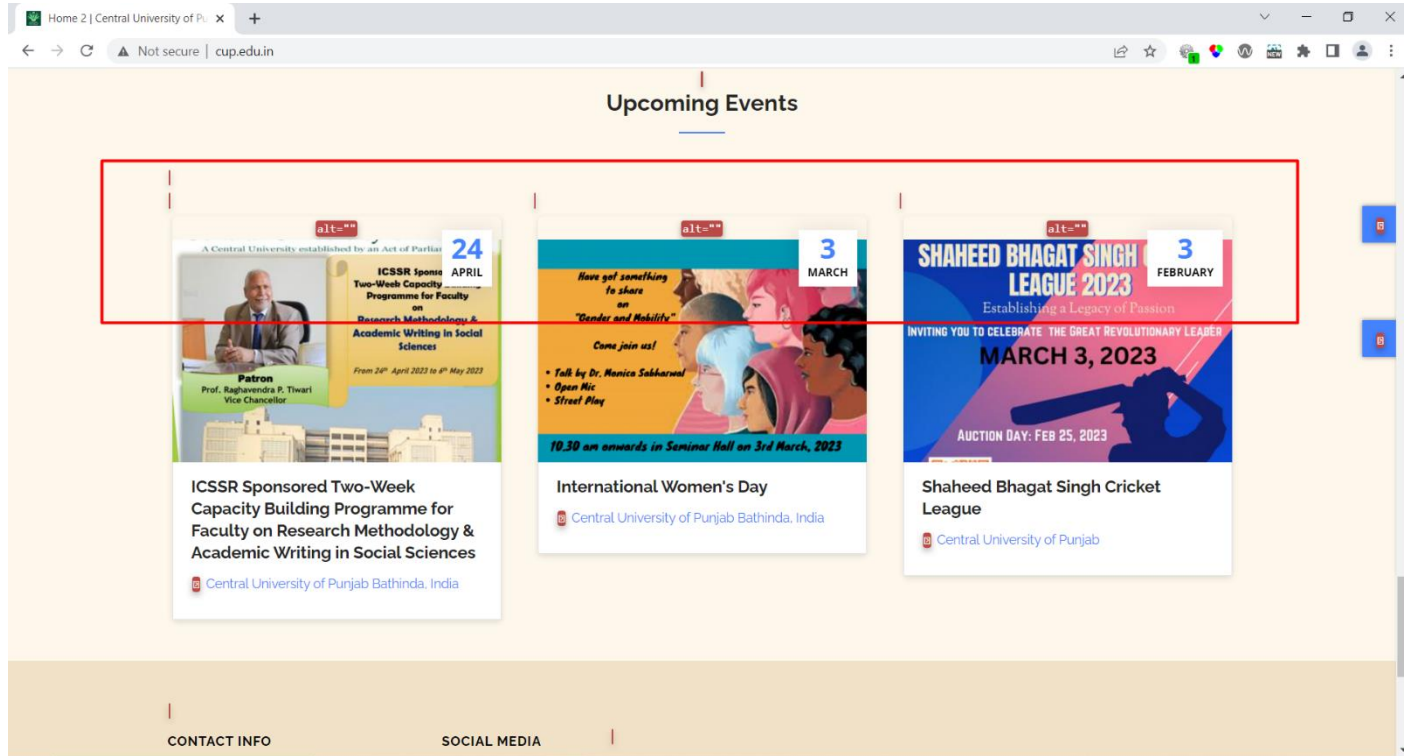 Home 2 | Central University of Pu
Not secure | cup.edu.in
1
NEW
Upcoming Events
alt=""
A Central University established by an Act of Parliam
24
APRIL
ICSSR Sponso
Two-Week Capacity Building
Programme for Faculty
on
Research Methodology &
Academic Writing in Social
Sciences
From 24th April 2023 to 6th May 2023
Patron
Prof. Raghavendra P. Tiwari
Vice Chancellor
ICSSR Sponsored Two-Week
Capacity Building Programme for
Faculty on Research Methodology &
Academic Writing in Social Sciences
Central University of Punjab Bathinda, India
alt=""
3
MARCH
Have got something
to share
on
"Gender and Mobility"
Come join us!
• Talk by Dr. Monica Sabharwal
• Open Mic
• Street Play
10.30 am onwards in Seminar Hall on 3rd March, 2023
International Women's Day
Central University of Punjab Bathinda, India
alt=""
3
FEBRUARY
SHAHEED BHAGAT SINGH
LEAGUE 2023
Establishing a Legacy of Passion
INVITING YOU TO CELEBRATE THE GREAT REVOLUTIONARY LEADER
MARCH 3, 2023
AUCTION DAY: FEB 25, 2023
Shaheed Bhagat Singh Cricket
League
Central University of Punjab
CONTACT INFO
SOCIAL MEDIA